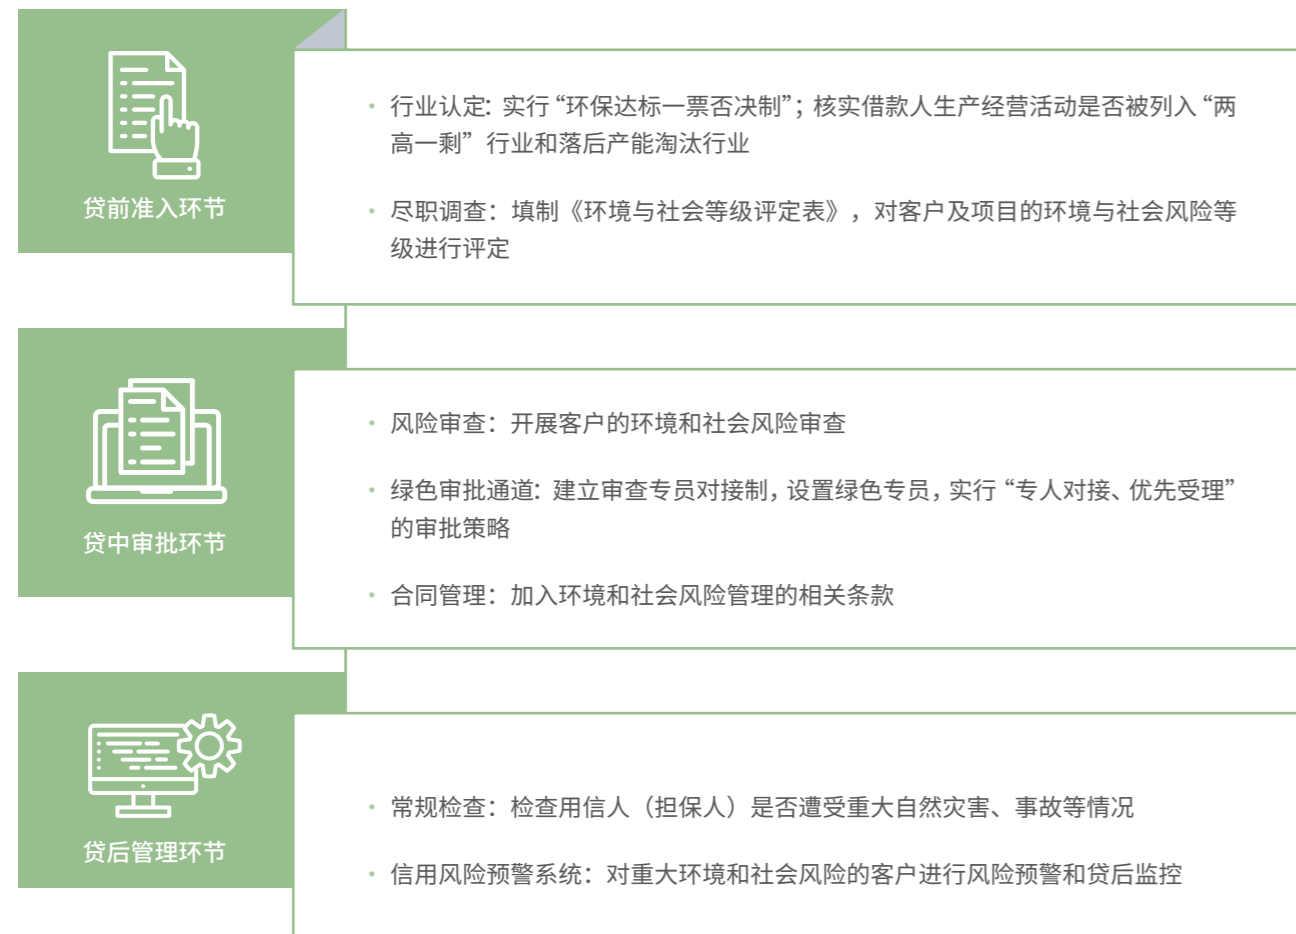 贷前准入环节
• 行业认定：实行“环保达标一票否决制”；核实借款人生产经营活动是否被列入“两
高一剩”行业和落后产能淘汰行业
• 尽职调查：填制《环境与社会等级评定表》，对客户及项目的环境与社会风险等
级进行评定
贷中审批环节
• 风险审查：开展客户的环境和社会风险审查
• 绿色审批通道：建立审查专员对接制，设置绿色专员，实行“专人对接、优先受理”
的审批策略
• 合同管理：加入环境和社会风险管理的相关条款
贷后管理环节
• 常规检查：检查用信人（担保人）是否遭受重大自然灾害、事故等情况
• 信用风险预警系统：对重大环境和社会风险的客户进行风险预警和贷后监控